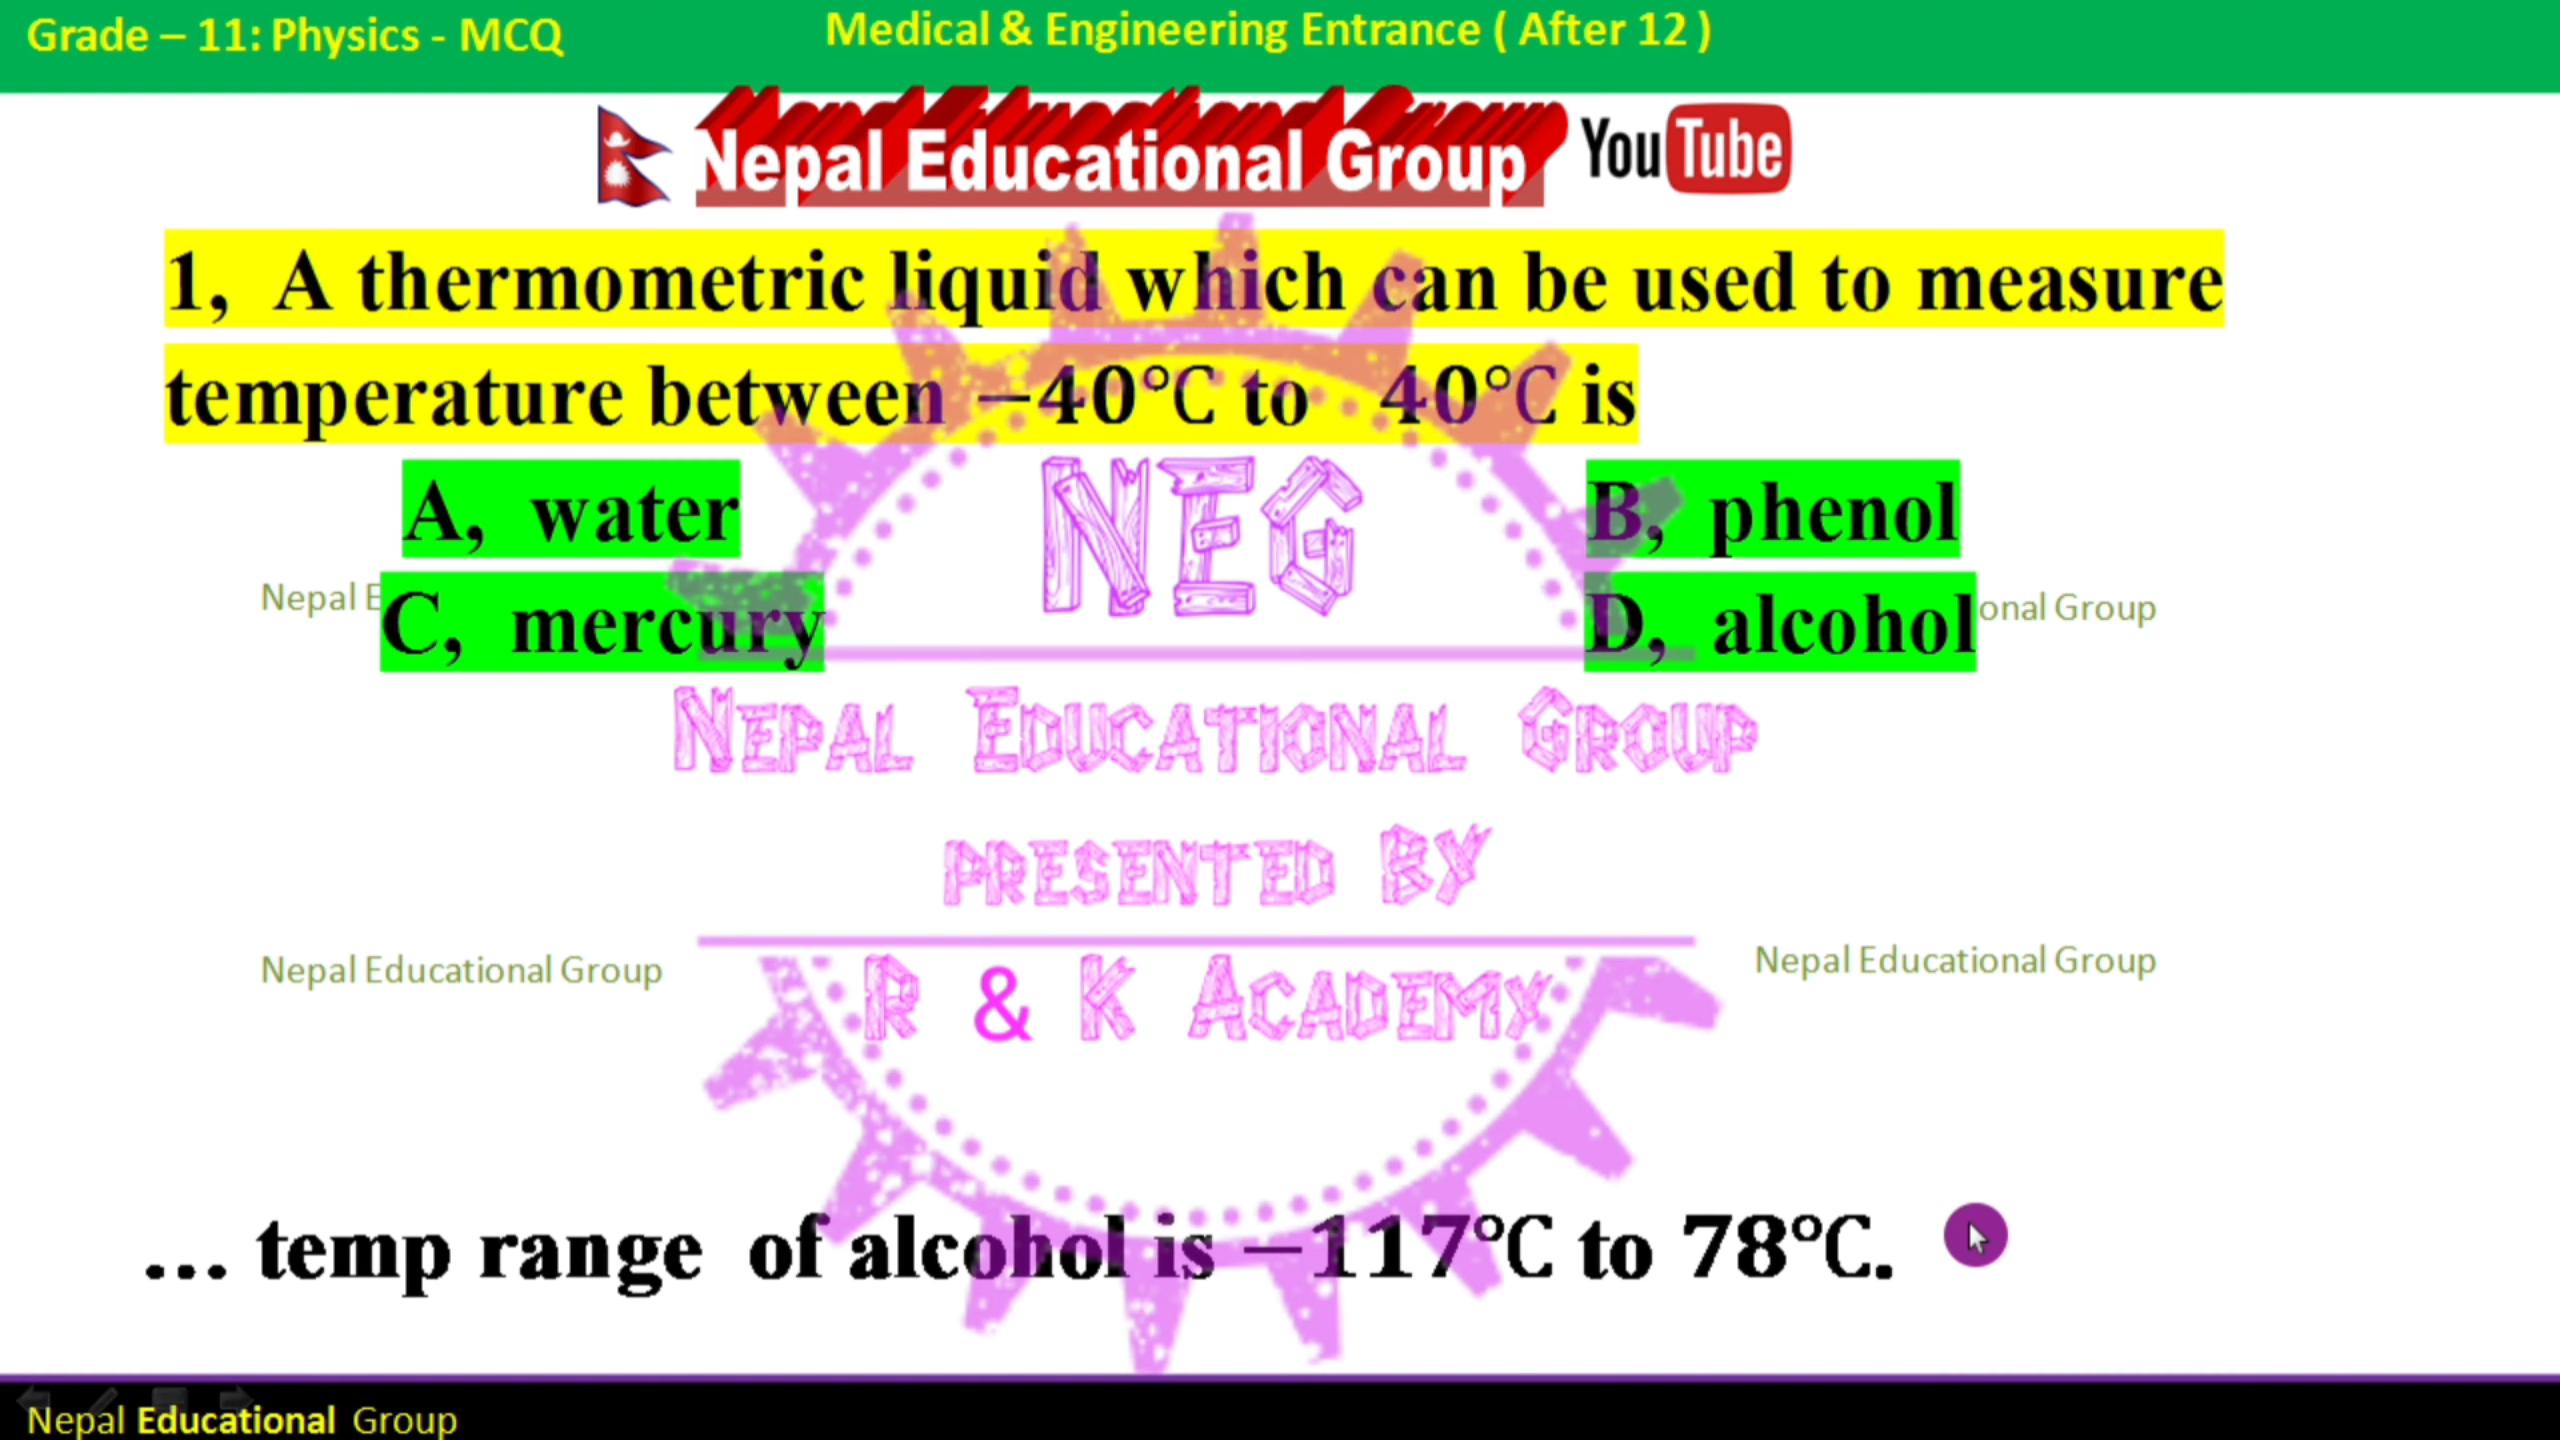 Grade – 11: Physics - MCQ
Medical & Engineering Entrance ( After 12 )
Nepal Educational Group
YouTube
1, A thermometric liquid which can be used to measure
temperature between −40°C to 40°C is
A, water
B, phenol
C, mercury
D, alcohol
Nepal E
onal Group
NEG
Nepal Educational Group
presented by
Nepal Educational Group
Nepal Educational Group
R & K Academy
... temp range of alcohol is −117°C to 78°C.
Nepal Educational Group